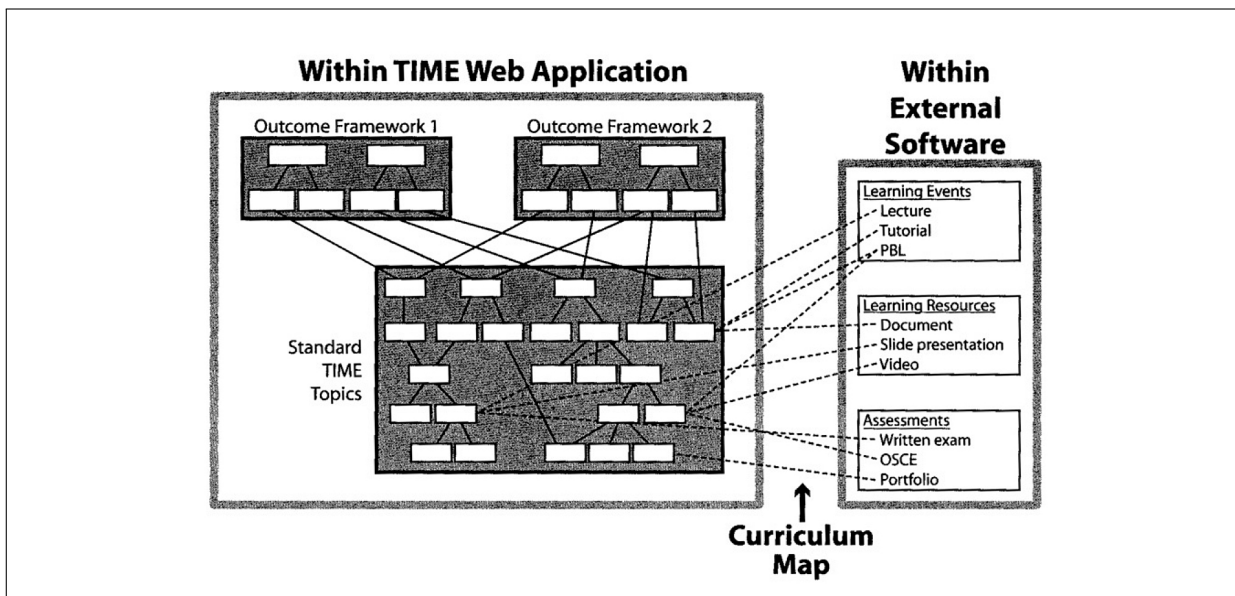 Within TIME Web Application
Within
External
Software
Outcome Framework 1
Outcome Framework 2
Learning Events
Lecture
Tutorial
PBL
Learning Resources
Document
Slide presentation
Video
Standard
TIME
Topics
Assessments
Written exam
OSCE
Portfolio
Curriculum
Map